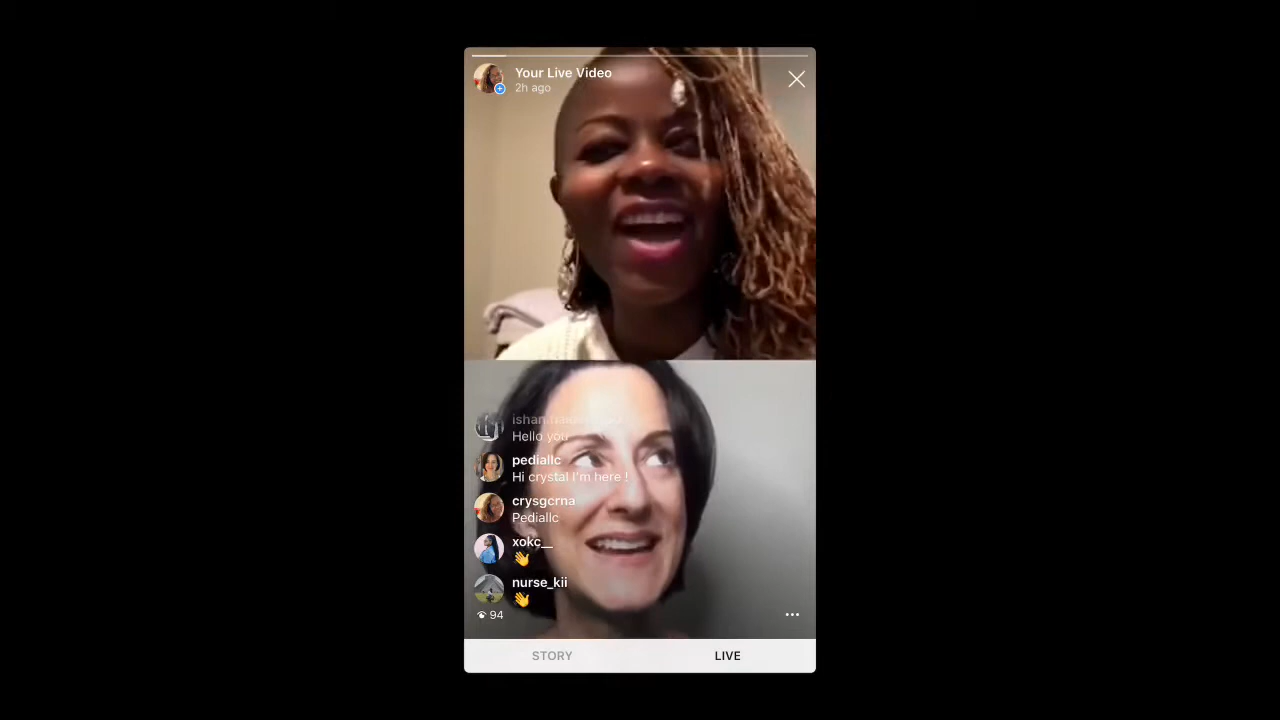 Your Live Video
2h ago
Hello you
pediallc
Hi crystal I'm here !
crysgcrna
Pediallc
xokc__
👋
nurse_kii
👋
94
STORY
LIVE